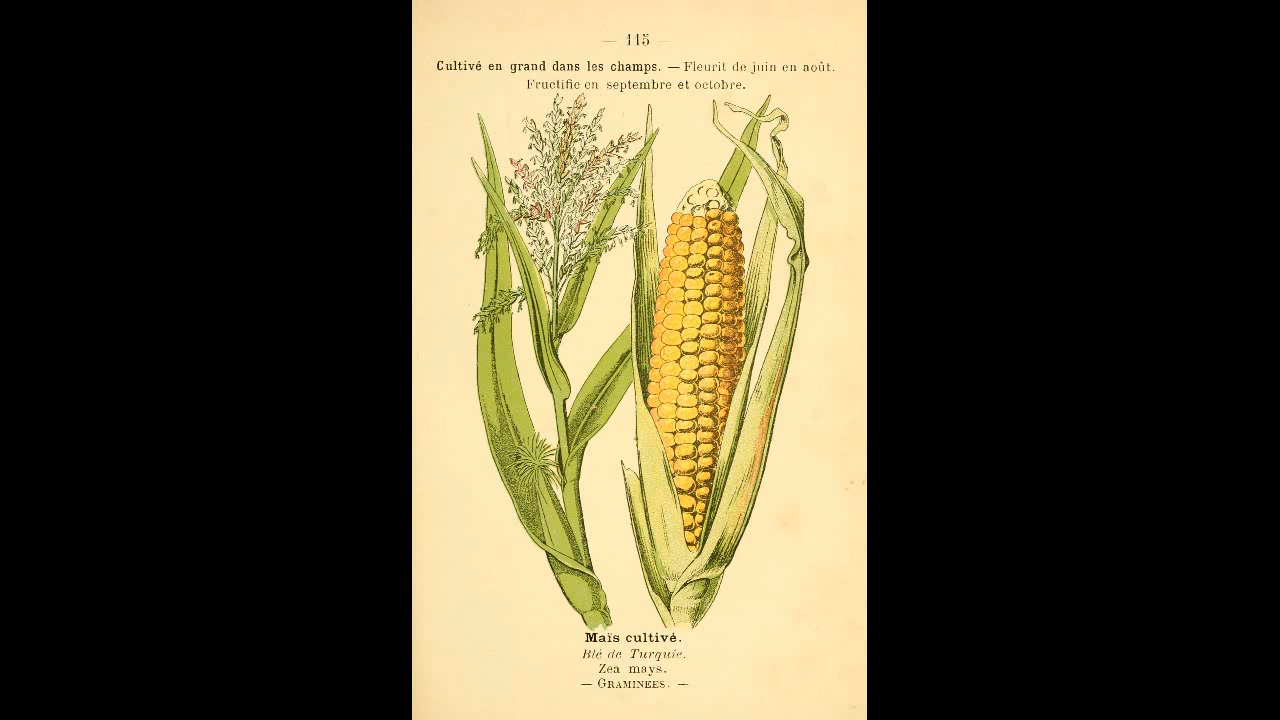 — 115 —
Cultivé en grand dans les champs. — Fleurit de juin en août.
Fructifie en septembre et octobre.
Maïs cultivé.
Blé de Turquie.
Zea mays.
— GRAMINEES. —